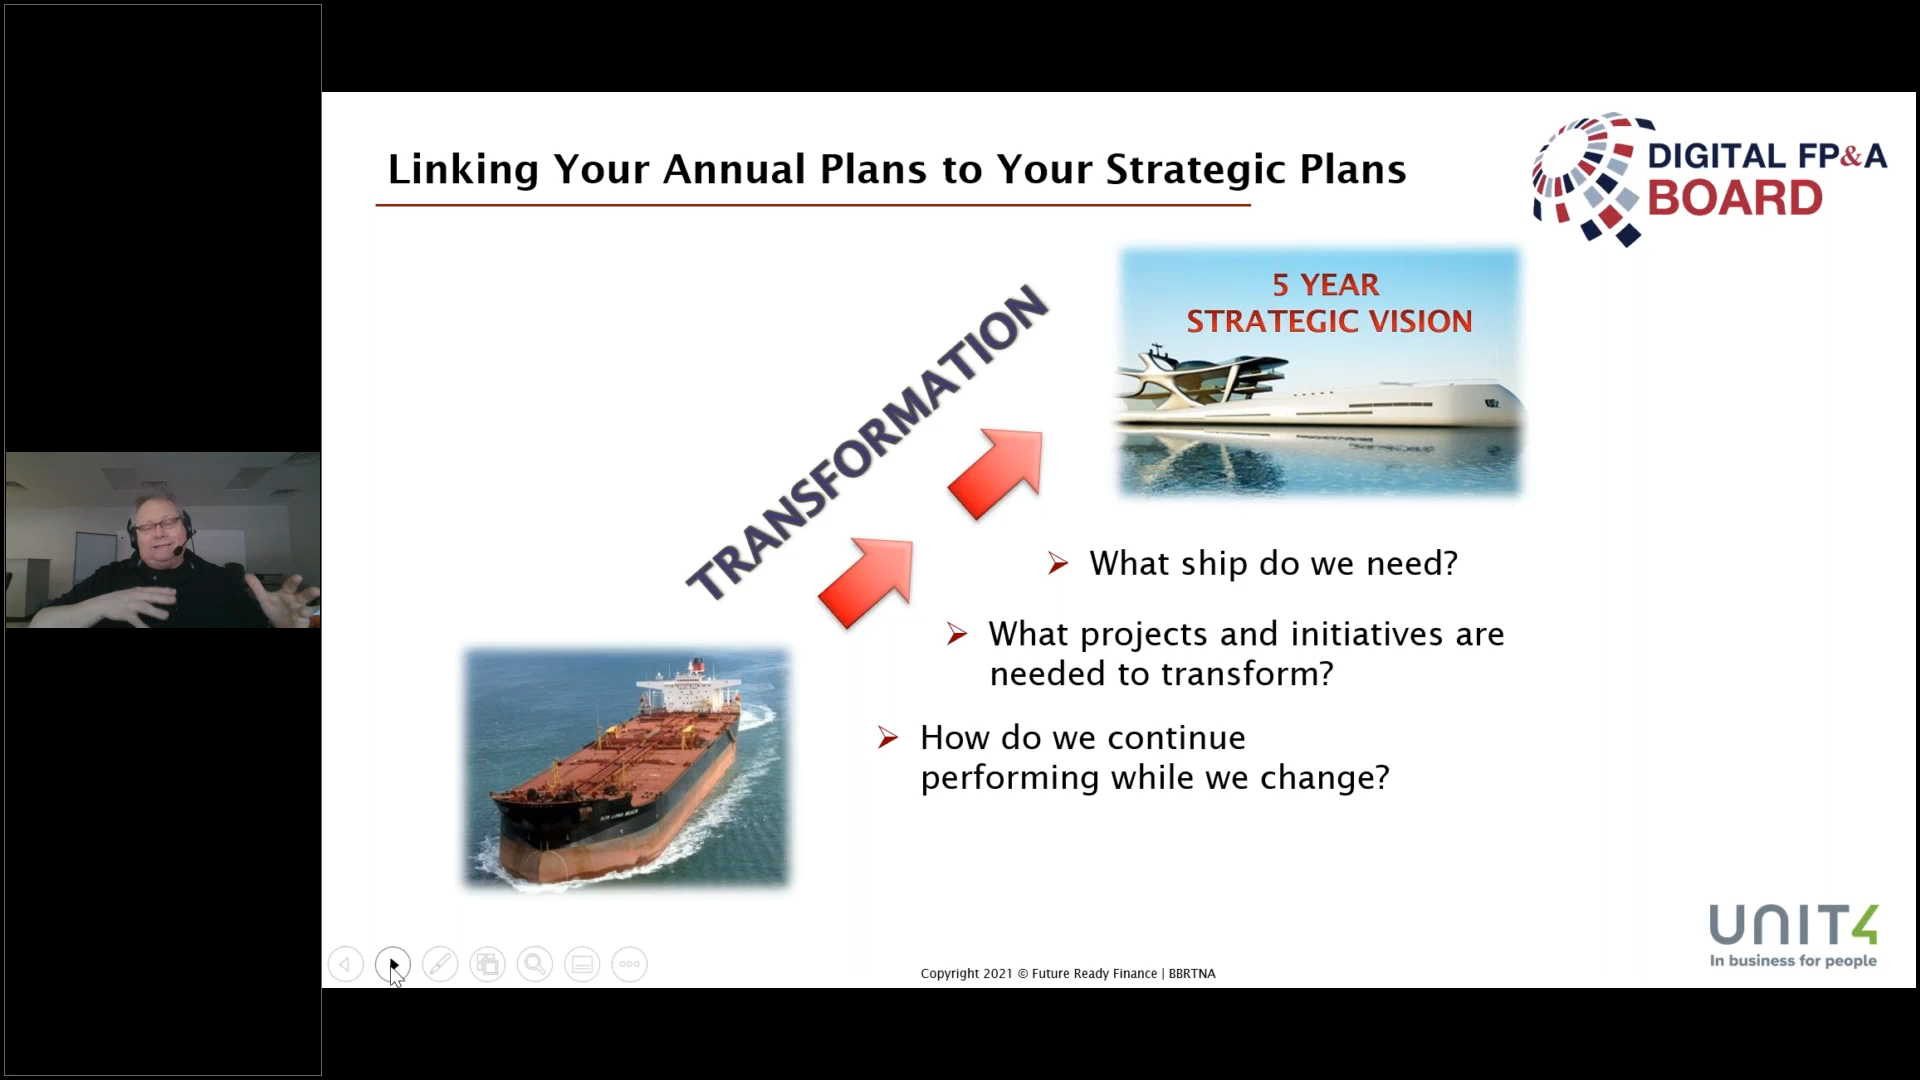 Linking Your Annual Plans to Your Strategic Plans
DIGITAL FP&A
BOARD
5 YEAR
STRATEGIC VISION
TRANSFORMATION
What ship do we need?
What projects and initiatives are
needed to transform?
How do we continue
performing while we change?
UNIT4
In business for people
Copyright 2021 © Future Ready Finance | BBRTNA